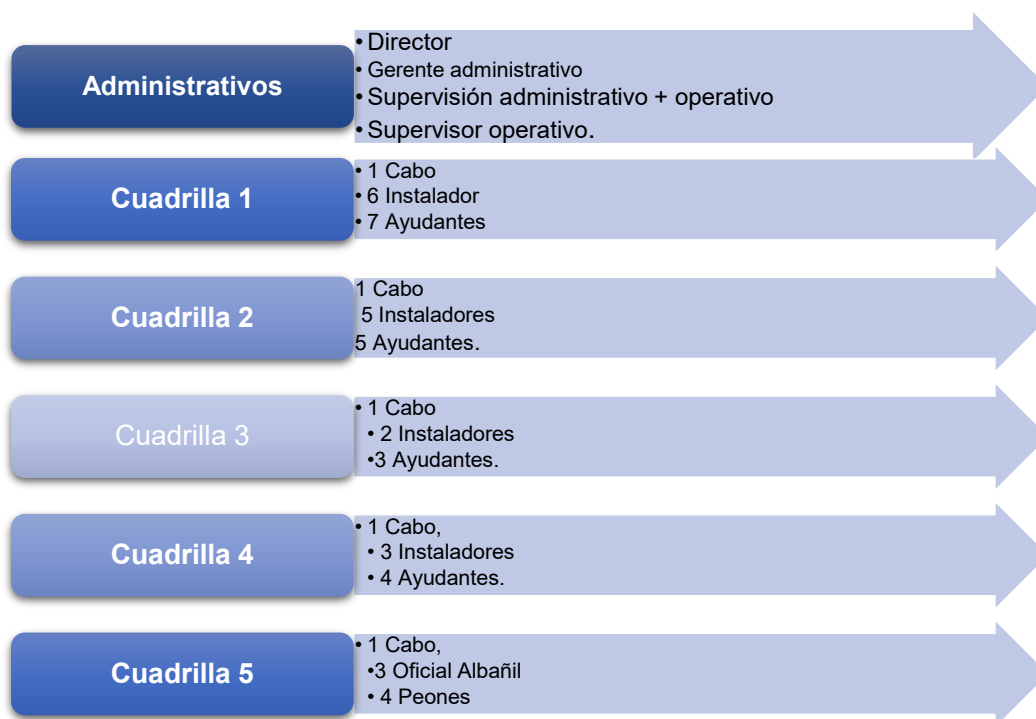 Administrativos
• Director
• Gerente administrativo
• Supervisión administrativo + operativo
• Supervisor operativo.
Cuadrilla 1
• 1 Cabo
• 6 Instalador
• 7 Ayudantes
Cuadrilla 2
1 Cabo
5 Instaladores
5 Ayudantes.
Cuadrilla 3
• 1 Cabo
• 2 Instaladores
•3 Ayudantes.
Cuadrilla 4
• 1 Cabo,
• 3 Instaladores
• 4 Ayudantes.
Cuadrilla 5
• 1 Cabo,
•3 Oficial Albañil
• 4 Peones